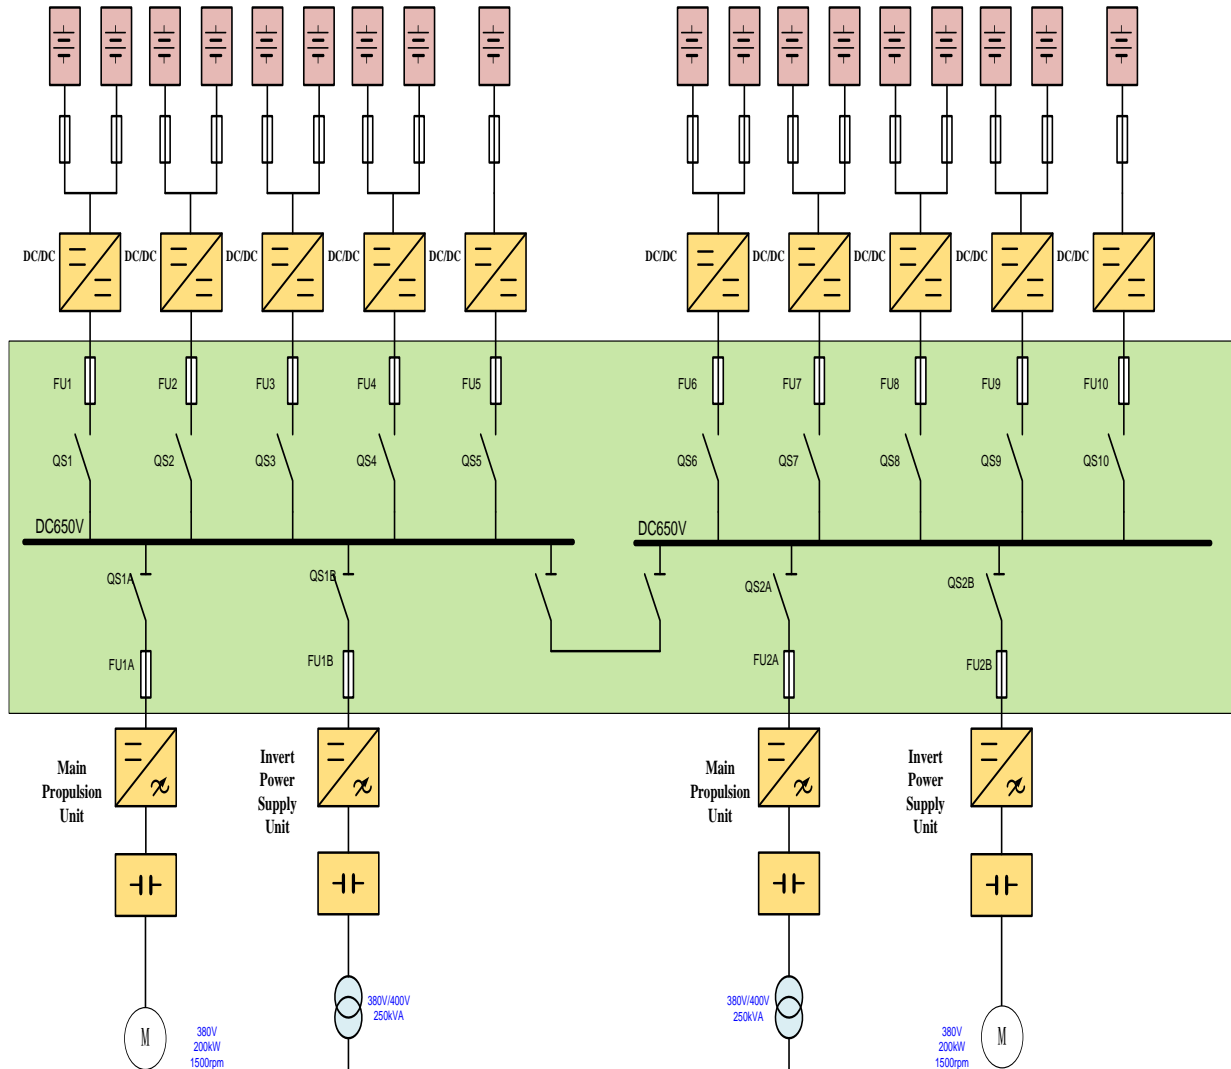 DC/DC
DC/DC
DC/DC
DC/DC
DC/DC
DC/DC
DC/DC
DC/DC
DC/DC
DC/DC
FU1
FU2
FU3
FU4
FU5
FU6
FU7
FU8
FU9
FU10
QS1
QS2
QS3
QS4
QS5
QS6
QS7
QS8
QS9
QS10
DC650V
DC650V
QS1A
QS1B
QS2A
QS2B
FU1A
FU1B
FU2A
FU2B
Main
Propulsion
Unit
Invert
Power
Supply
Unit
Main
Propulsion
Unit
Invert
Power
Supply
Unit
M
380V
200kW
1500rpm
380V/400V
250kVA
380V/400V
250kVA
380V
200kW
1500rpm
M